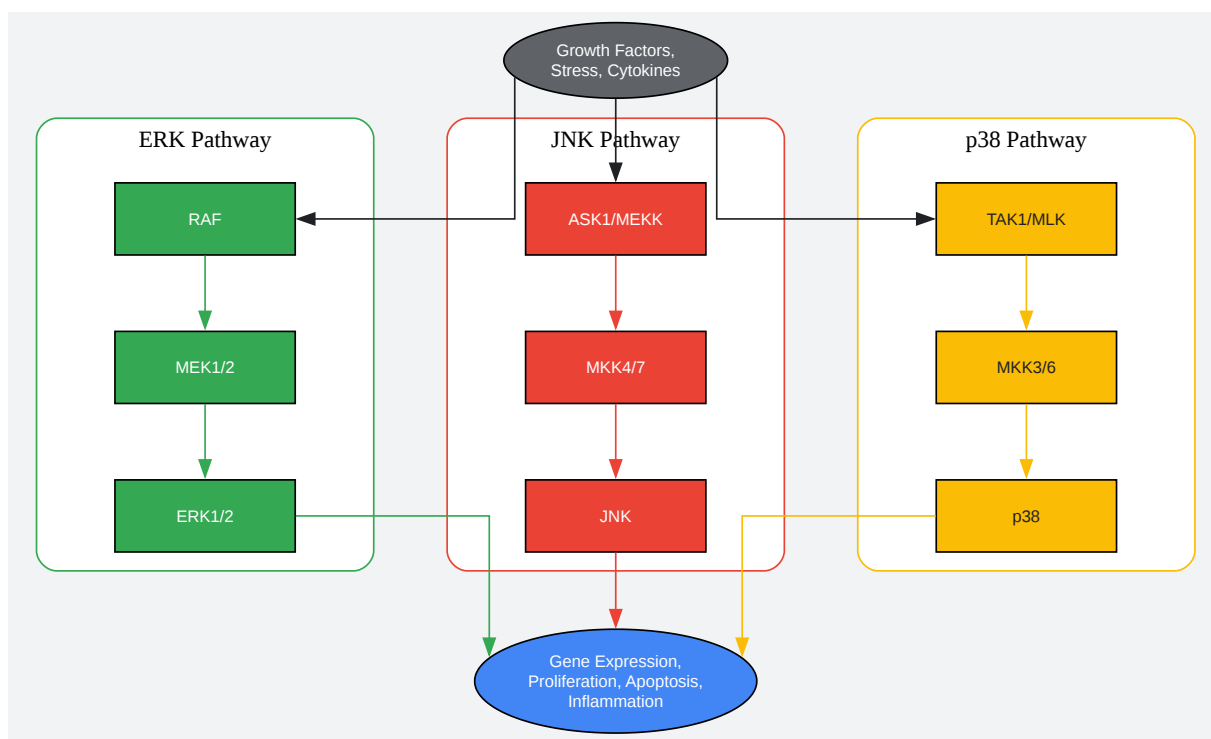 Growth Factors,
Stress, Cytokines
ERK Pathway
JNK Pathway
p38 Pathway
RAF
ASK1/MEKK
TAK1/MLK
MEK1/2
MKK4/7
MKK3/6
ERK1/2
JNK
p38
Gene Expression,
Proliferation, Apoptosis,
Inflammation